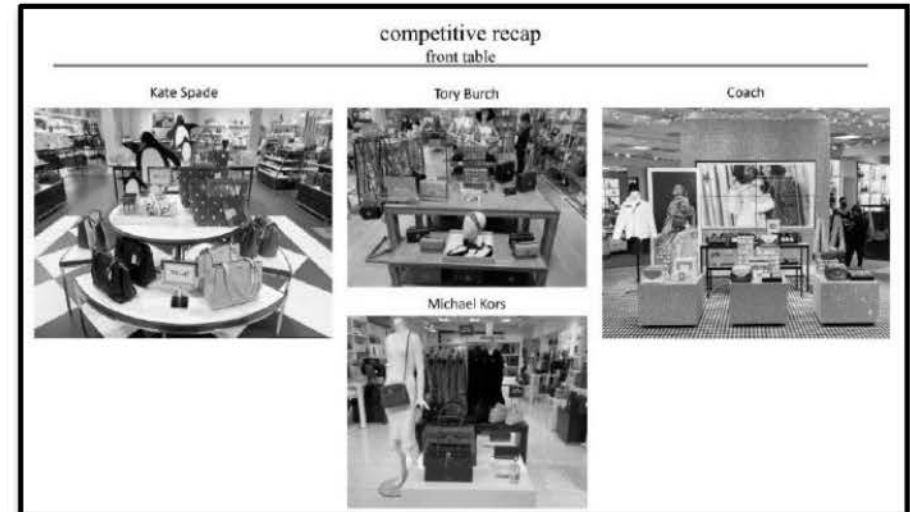 competitive recap
front table
Kate Spade
Tory Burch
Coach
Michael Kors